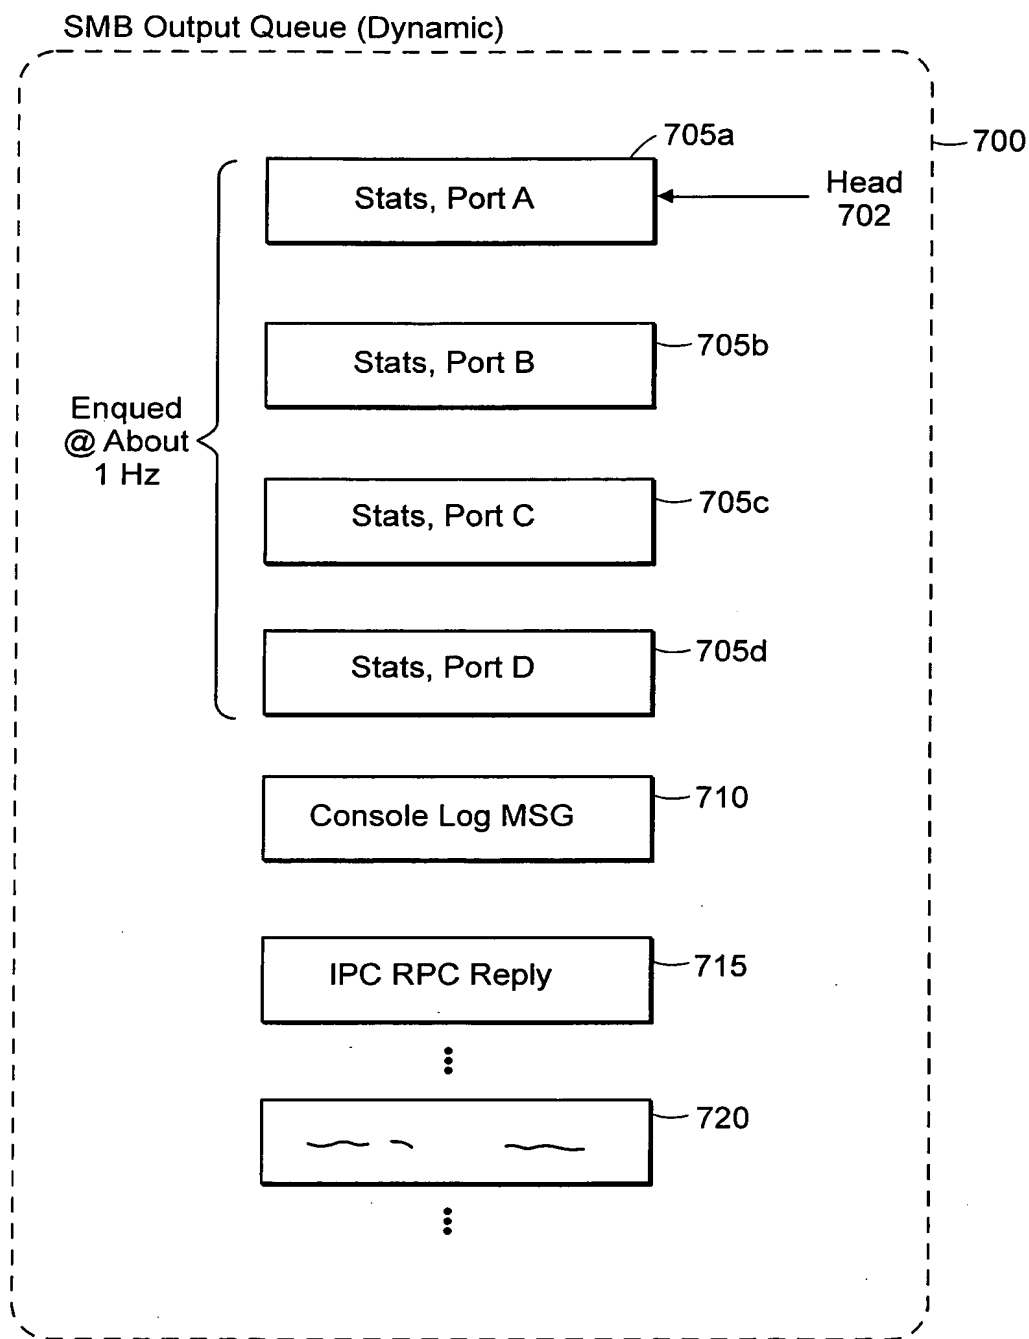 SMB Output Queue (Dynamic)
700
705a
Stats, Port A
Head
702
Stats, Port B
705b
Enqued
@ About
1 Hz
Stats, Port C
705c
Stats, Port D
705d
Console Log MSG
710
IPC RPC Reply
715
720